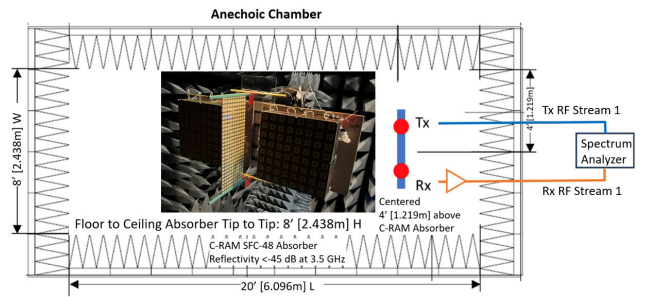 Anechoic Chamber
8' [2.438m] W
Tx
Rx
4' [1.219m]
Tx RF Stream 1
Spectrum
Analyzer
Rx RF Stream 1
Centered
4' [1.219m] above
C-RAM Absorber
Floor to Ceiling Absorber Tip to Tip: 8' [2.438m] H
C-RAM SFC-48 Absorber
Reflectivity <-45 dB at 3.5 GHz
20' [6.096m] L